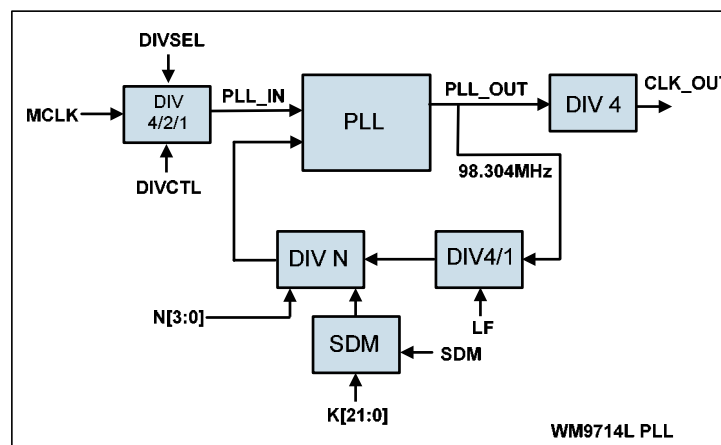 DIVSEL
MCLK
DIV
4/2/1
DIVCTL
PLL_IN
PLL
PLL_OUT
DIV 4
CLK_OUT
98.304MHz
DIV N
DIV4/1
N[3:0]
LF
SDM
SDM
K[21:0]
WM9714L PLL